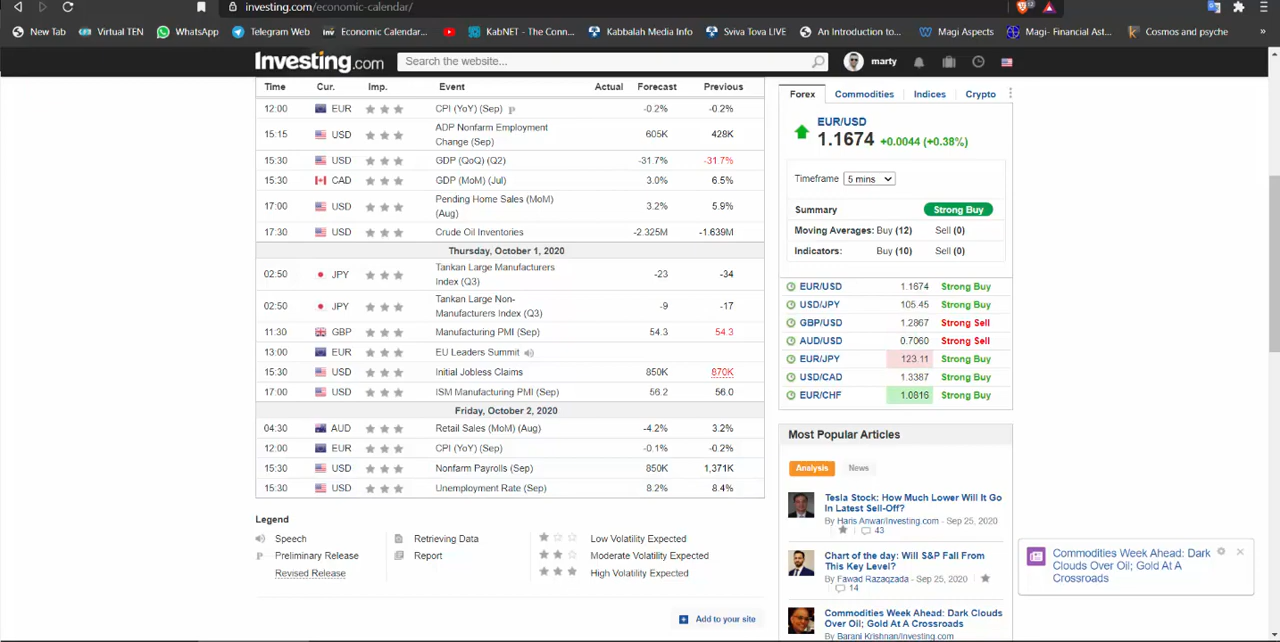 investing.com/economic-calendar/
New Tab
Virtual TEN
WhatsApp
Telegram Web
Economic Calendar...
KabNET - The Conn...
Kabbalah Media Info
Sviva Tova LIVE
An Introduction to...
Magi Aspects
Magi- Financial Ast...
Cosmos and psyche
»
Investing.com
Search the website...
marty
Time Cur. Imp. Event Actual Forecast Previous
12:00 EUR CPI (YoY) (Sep) P -0.2% -0.2%
15:15 USD ADP Nonfarm Employment Change (Sep) 605K 428K
15:30 USD GDP (QoQ) (Q2) -31.7% -31.7%
15:30 CAD GDP (MoM) (Jul) 3.0% 6.5%
17:00 USD Pending Home Sales (MoM) (Aug) 3.2% 5.9%
17:30 USD Crude Oil Inventories -2.325M -1.639M
Thursday, October 1, 2020
02:50 JPY Tankan Large Manufacturers Index (Q3) -23 -34
02:50 JPY Tankan Large Non-Manufacturers Index (Q3) -9 -17
11:30 GBP Manufacturing PMI (Sep) 54.3 54.3
13:00 EUR EU Leaders Summit
15:30 USD Initial Jobless Claims 850K 870K
17:00 USD ISM Manufacturing PMI (Sep) 56.2 56.0
Friday, October 2, 2020
04:30 AUD Retail Sales (MoM) (Aug) -4.2% 3.2%
12:00 EUR CPI (YoY) (Sep) -0.1% -0.2%
15:30 USD Nonfarm Payrolls (Sep) 850K 1,371K
15:30 USD Unemployment Rate (Sep) 8.2% 8.4%
Legend
Speech
P Preliminary Release
Revised Release
Retrieving Data
Report
Low Volatility Expected
Moderate Volatility Expected
High Volatility Expected
Add to your site
Forex Commodities Indices Crypto
EUR/USD
1.1674 +0.0044 (+0.38%)
Timeframe 5 mins
Summary Strong Buy
Moving Averages: Buy (12) Sell (0)
Indicators: Buy (10) Sell (0)
EUR/USD 1.1674 Strong Buy
USD/JPY 105.45 Strong Buy
GBP/USD 1.2867 Strong Sell
AUD/USD 0.7060 Strong Sell
EUR/JPY 123.11 Strong Buy
USD/CAD 1.3387 Strong Buy
EUR/CHF 1.0816 Strong Buy
Most Popular Articles
Analysis News
Tesla Stock: How Much Lower Will It Go
In Latest Sell-Off?
By Haris Anwar/Investing.com - Sep 25, 2020
43
Chart of the day: Will S&P Fall From
This Key Level?
By Fawad Razaqzada - Sep 25, 2020
14
Commodities Week Ahead: Dark Clouds
Over Oil; Gold At A Crossroads
By Barani Krishnan/Investing.com
Commodities Week Ahead: Dark
Clouds Over Oil; Gold At A
Crossroads